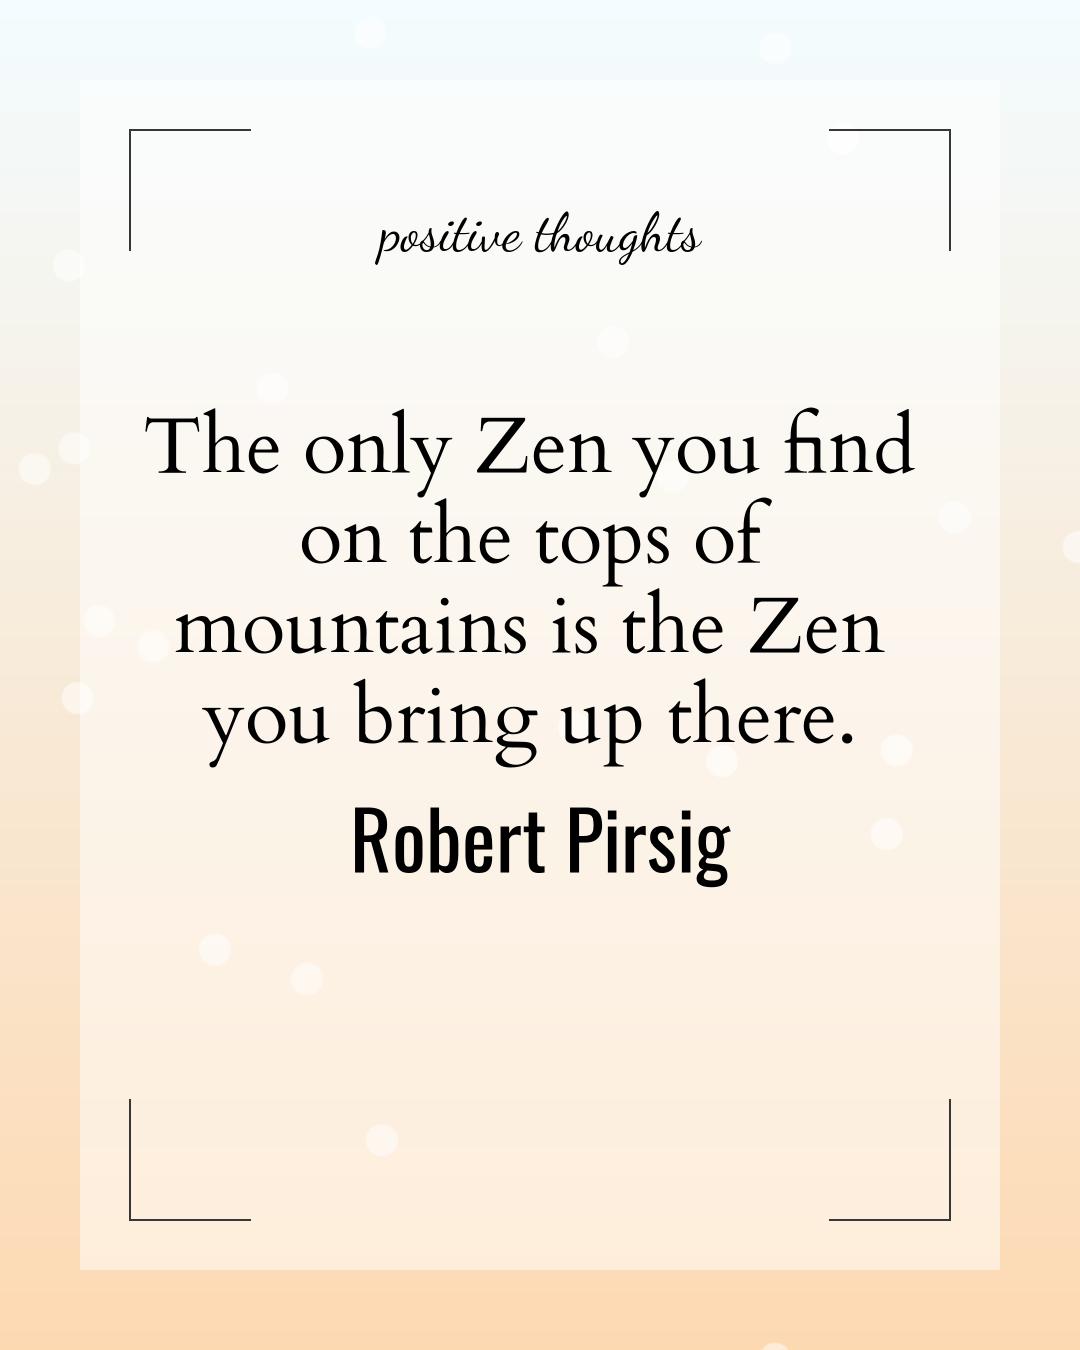 positive thoughts
The only Zen you find
on the tops of
mountains is the Zen
you bring up there.
Robert Pirsig